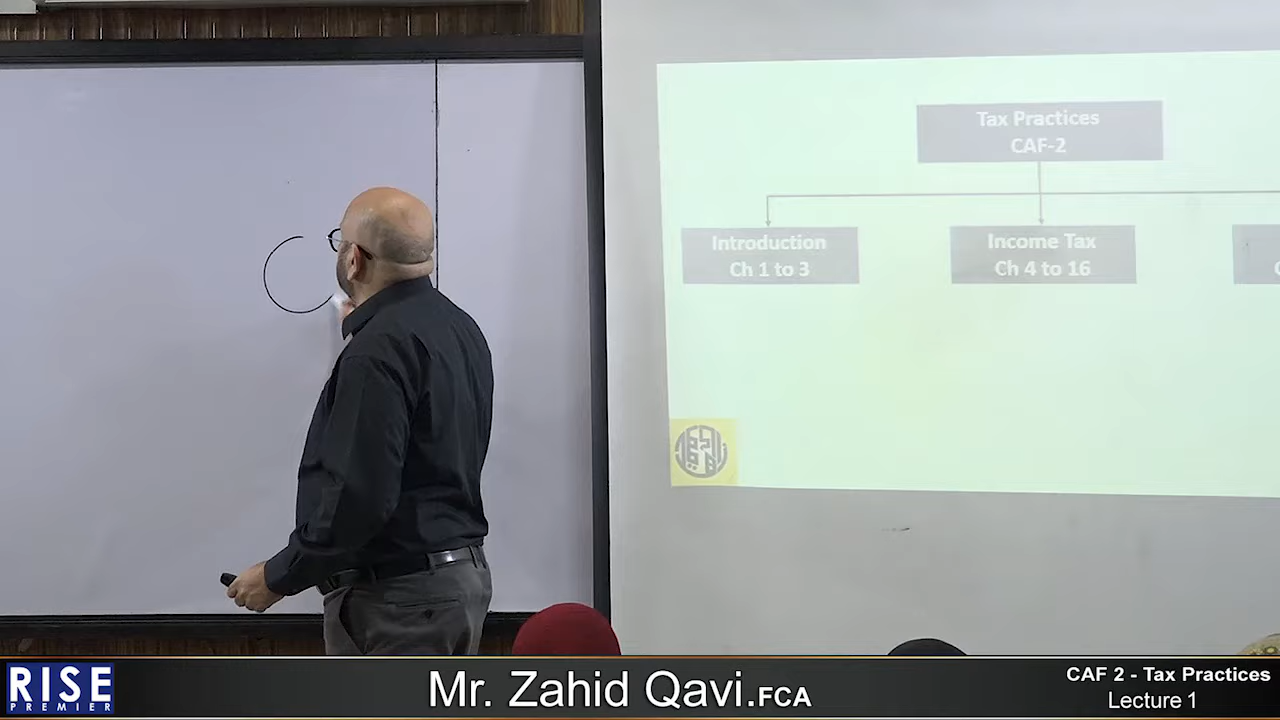 Tax Practices
CAF-2
Introduction
Ch 1 to 3
Income Tax
Ch 4 to 16
RISE
PREMIER
Mr. Zahid Qavi.FCA
CAF 2 - Tax Practices
Lecture 1